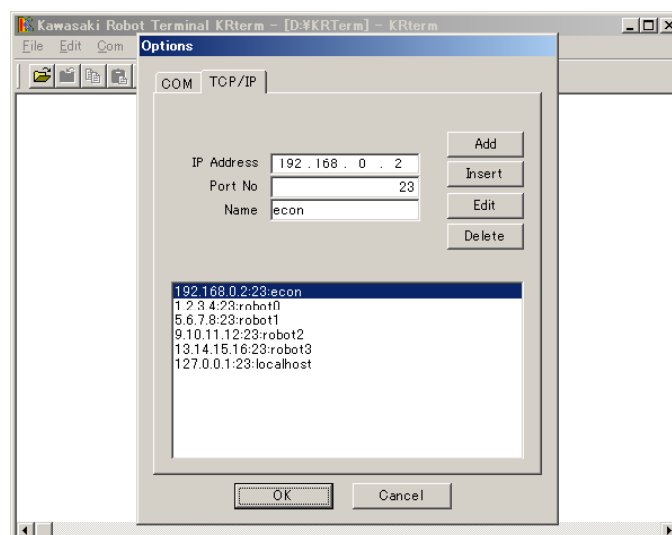 Kawasaki Robot Terminal KRterm - [D:¥KRTerm] - KRterm
File Edit Com
Options
COM TCP/IP
IP Address 192 . 168 . 0 . 2
Add
Port No 23
Insert
Name econ
Edit
Delete
192.168.0.2:23:econ
1.2.3.4:23:robot0
5.6.7.8:23:robot1
9.10.11.12:23:robot2
13.14.15.16:23:robot3
127.0.0.1:23:localhost
OK Cancel